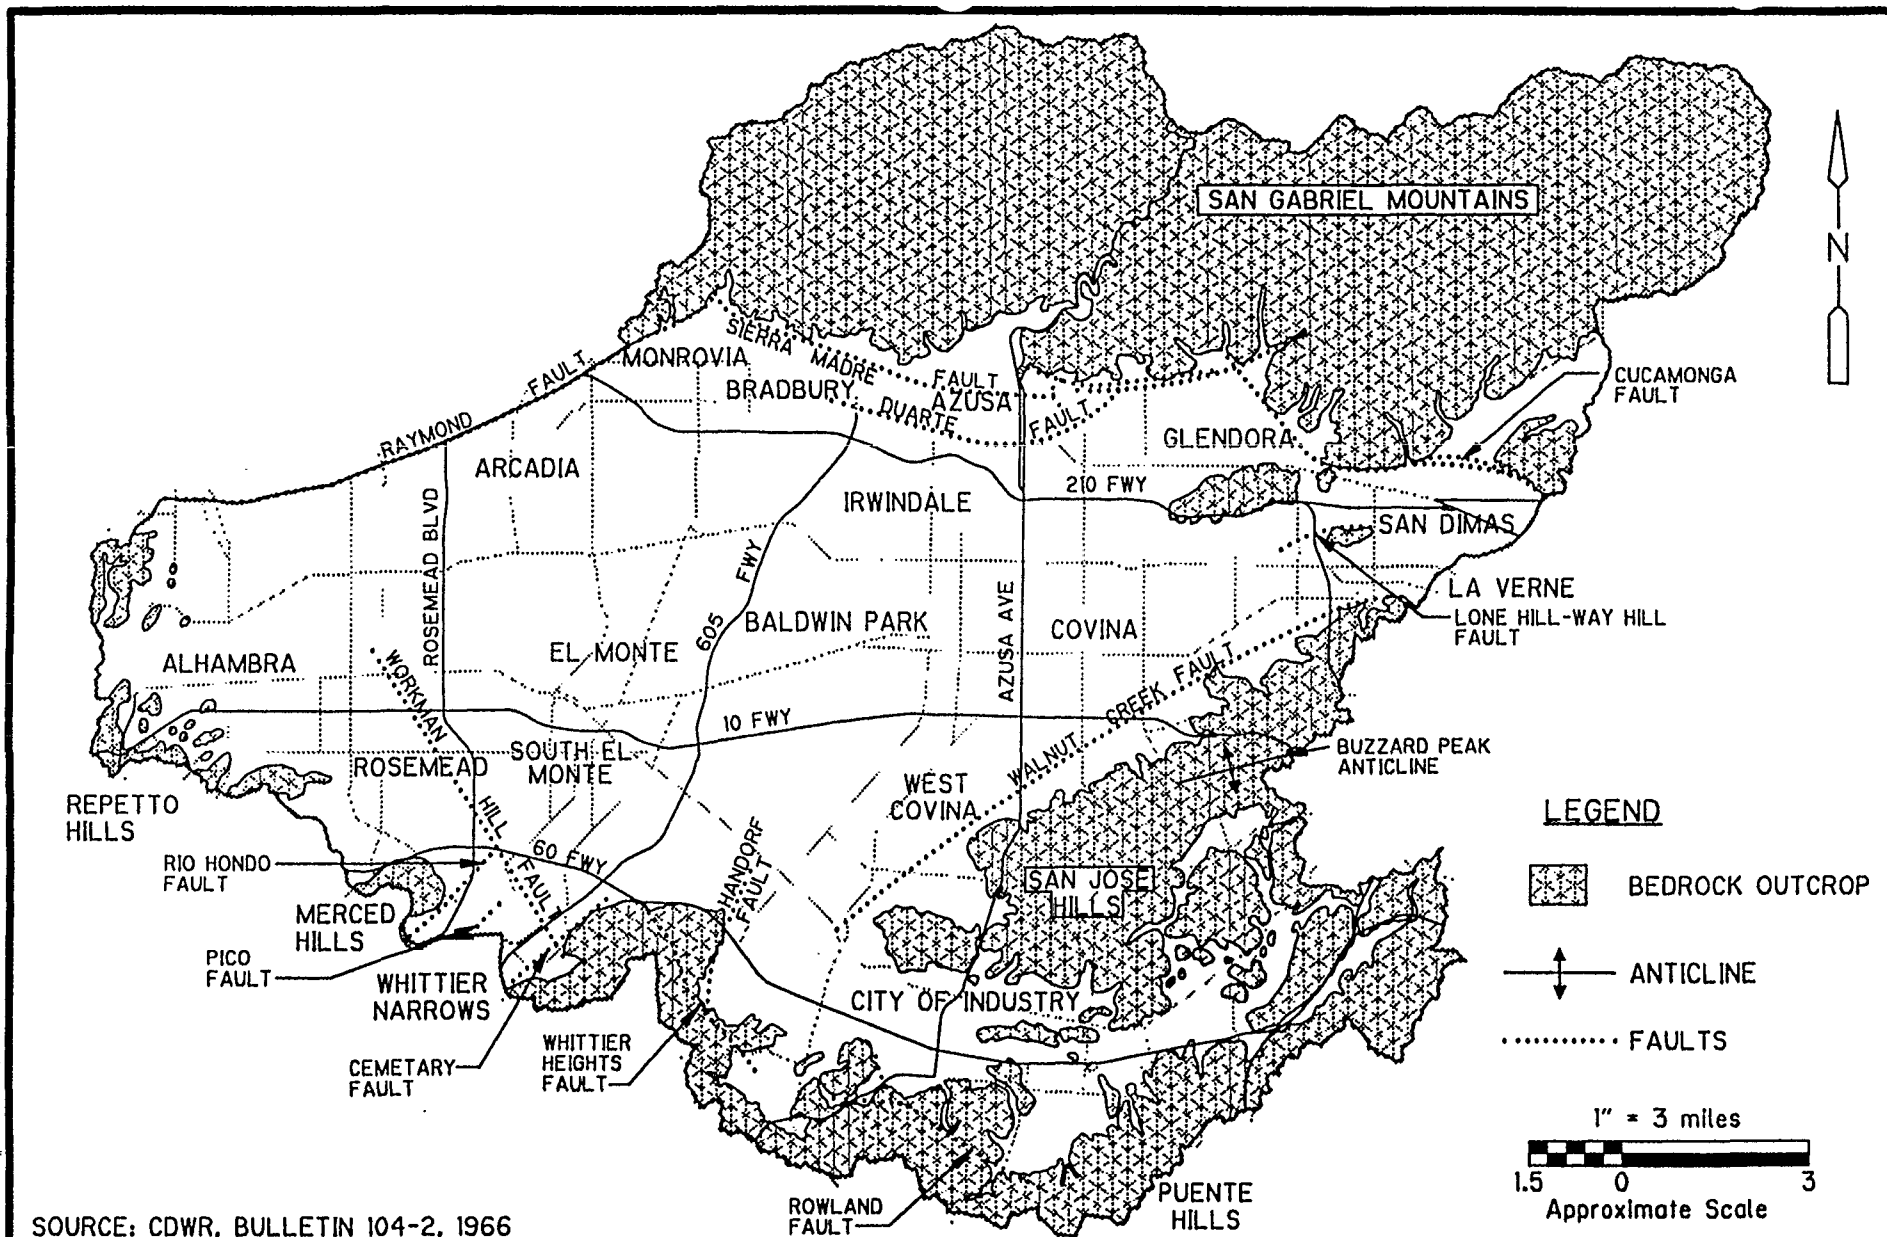 SAN GABRIEL MOUNTAINS
N
SIERRA MADRE FAULT
MONROVIA
RAYMOND FAULT
BRADBURY
AZUSA
DUARTE FAULT
CUCAMONGA
FAULT
GLENDORA
ARCADIA
IRWINDALE
210 FWY
SAN DIMAS
ROSEMEAD BLVD
605 FWY
AZUSA AVE
LA VERNE
LONE HILL-WAY HILL
FAULT
BALDWIN PARK
COVINA
EL MONTE
ALHAMBRA
WORKMAN HILL FAULT
WALNUT CREEK FAULT
10 FWY
BUZZARD PEAK
ANTICLINE
ROSEMEAD
SOUTH EL
MONTE
WEST
COVINA
REPETTO
HILLS
60 FWY
HANDORF
FAULT
RIO HONDO
FAULT
SAN JOSE
HILLS
MERCED
HILLS
PICO
FAULT
WHITTIER
NARROWS
CITY OF INDUSTRY
CEMETARY
FAULT
WHITTIER
HEIGHTS
FAULT
ROWLAND
FAULT
PUENTE
HILLS
LEGEND
BEDROCK OUTCROP
ANTICLINE
FAULTS
1" = 3 miles
1.5 0 3
Approximate Scale
SOURCE: CDWR, BULLETIN 104-2, 1966